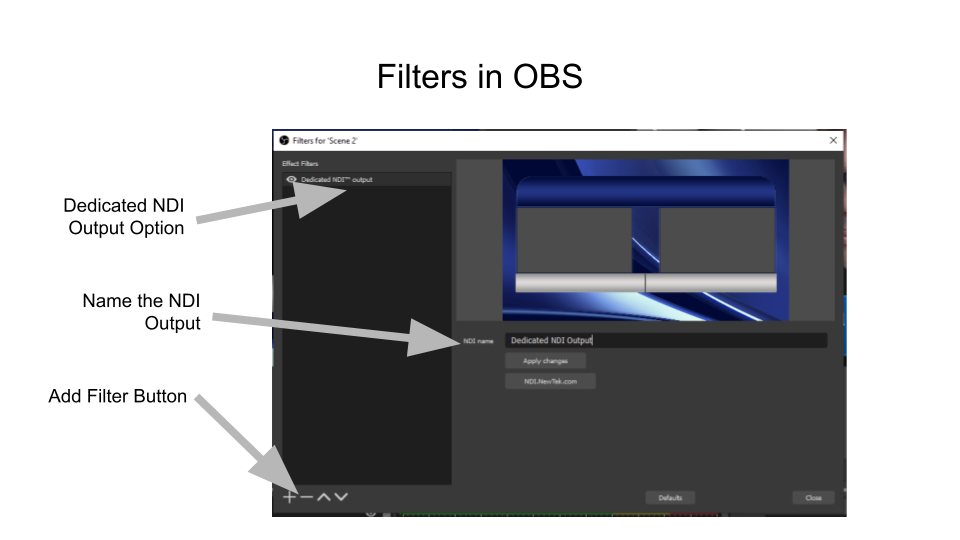 Filters in OBS
Filters for 'Scene 2'
Effect Filters
Dedicated NDI™ output
Dedicated NDI
Output Option
Name the NDI
Output
NDI name
Dedicated NDI Output
Apply changes
NDI.NewTek.com
Add Filter Button
Defaults
Close